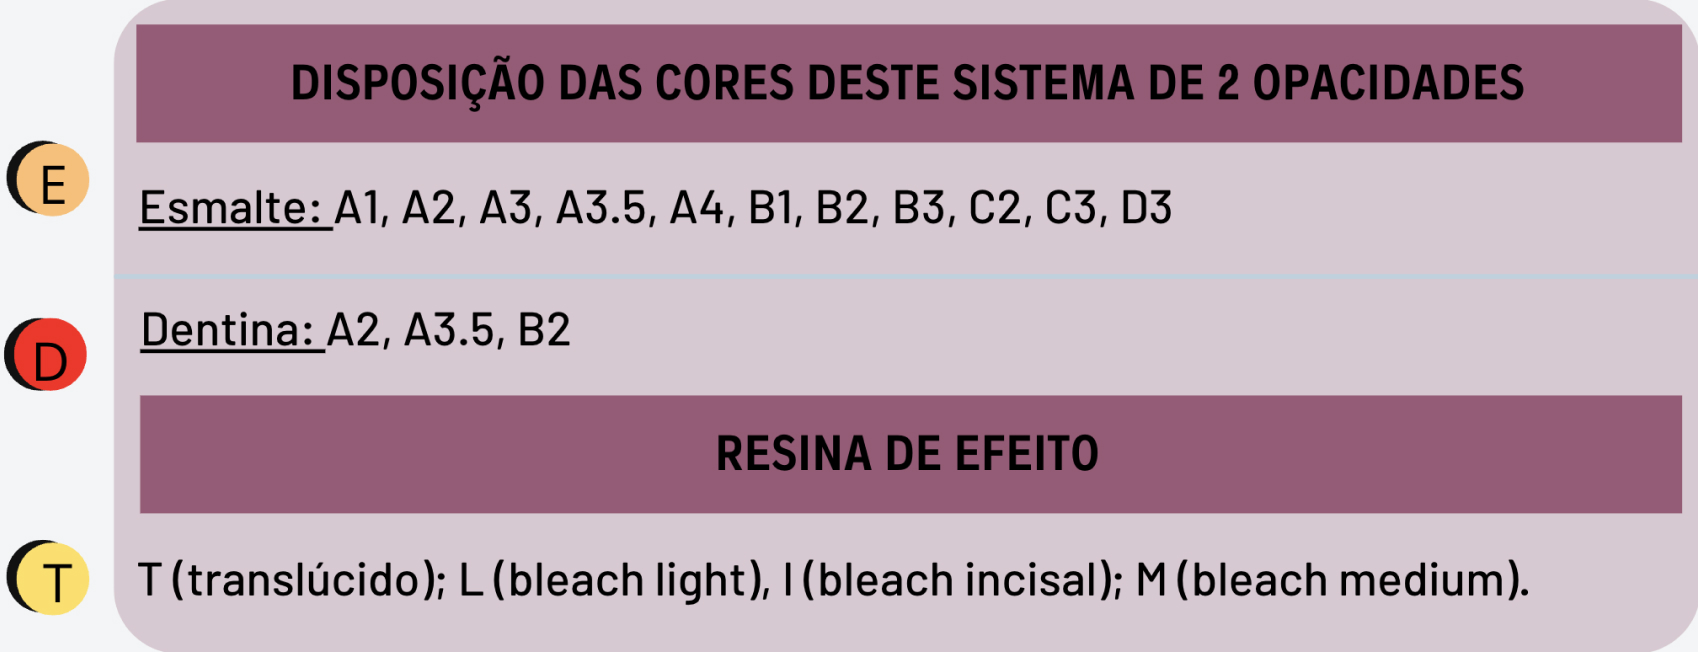 DISPOSIÇÃO DAS CORES DESTE SISTEMA DE 2 OPACIDADES
E
Esmalte: A1, A2, A3, A3.5, A4, B1, B2, B3, C2, C3, D3
Dentina: A2, A3.5, B2
D
RESINA DE EFEITO
T
T (translúcido); L (bleach light), I (bleach incisal); M (bleach medium).